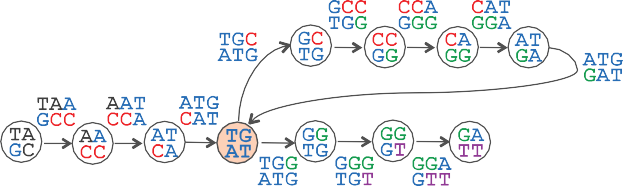 GCC CCA CAT
TGG GGG GGA
TGC
ATG
GC
TG
CC
GG
CA
GG
AT
GA
ATG
GAT
TAA
GCC
AAT
CCA
ATG
CAT
TA
GC
AA
CC
AT
CA
TG
AT
GG
TG
GG
GT
GA
TT
TGG
ATG
GGG
TGT
GGA
GTT